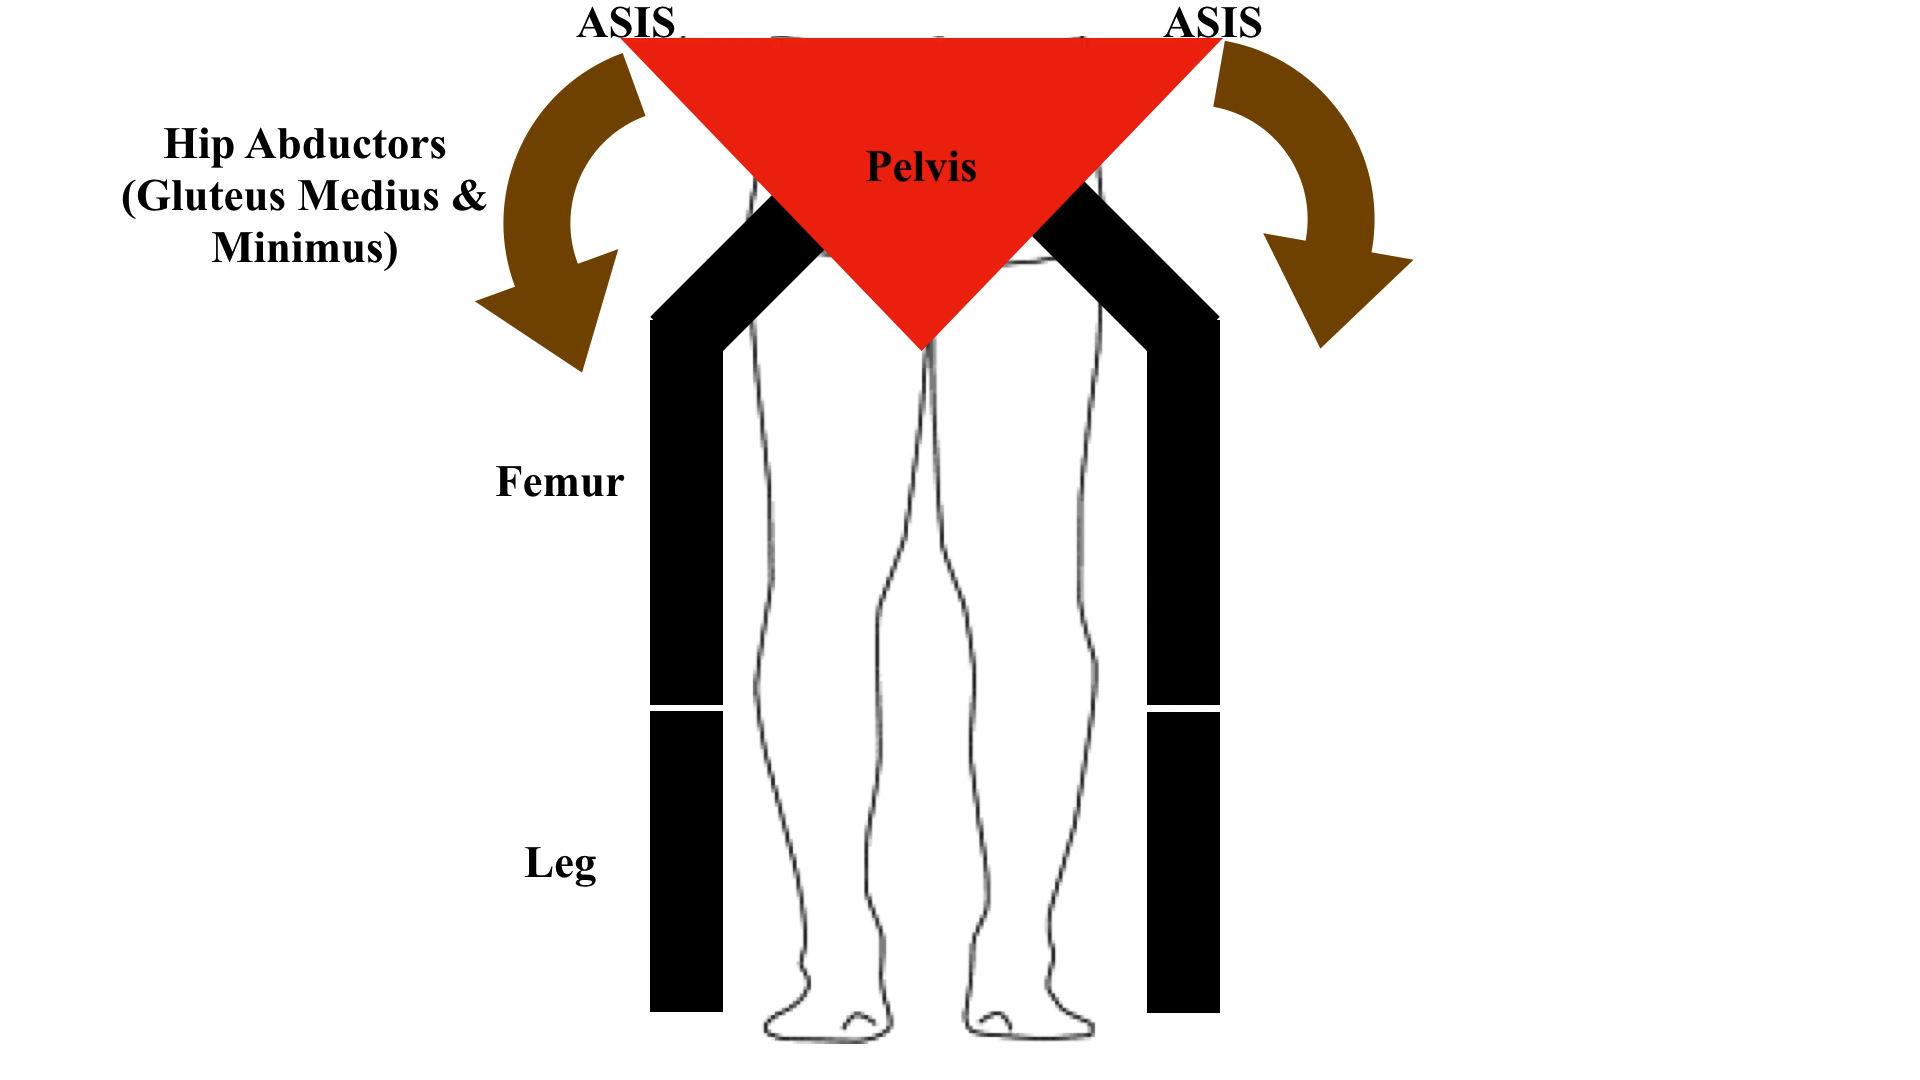 ASIS
ASIS
Hip Abductors
(Gluteus Medius &
Minimus)
Pelvis
Femur
Leg